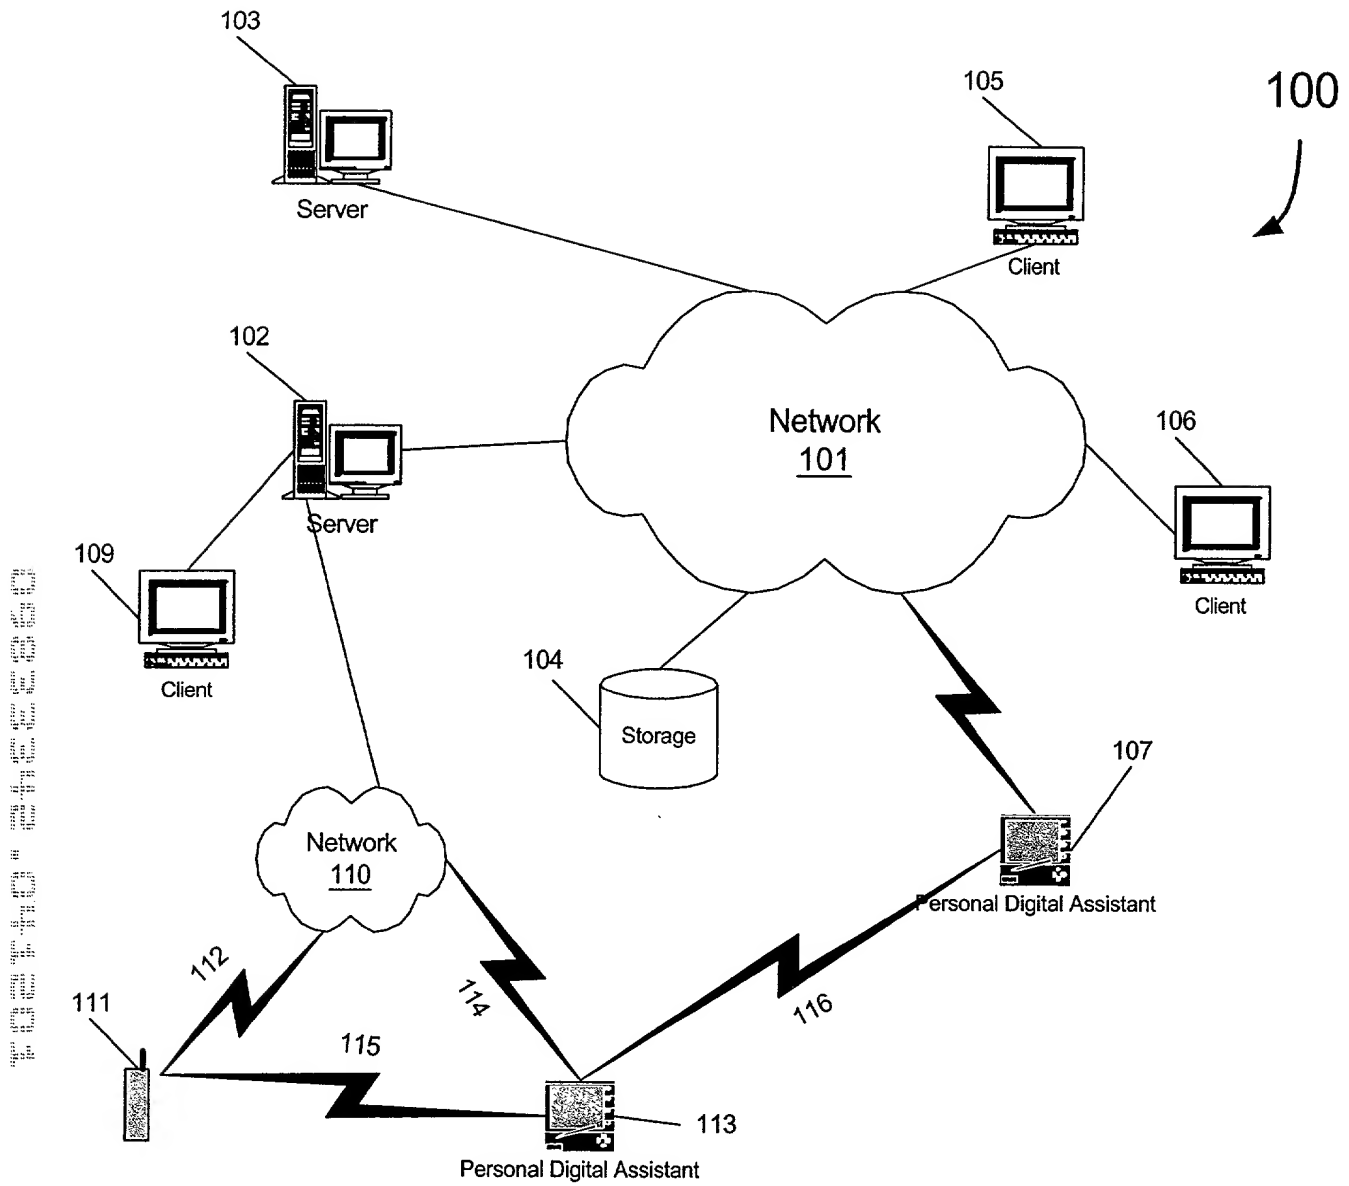 103
105
100
Server
Client
102
Network
101
106
Server
109
Client
104
Client
Storage
107
Network
110
Personal Digital Assistant
112
114
116
111
115
113
Personal Digital Assistant